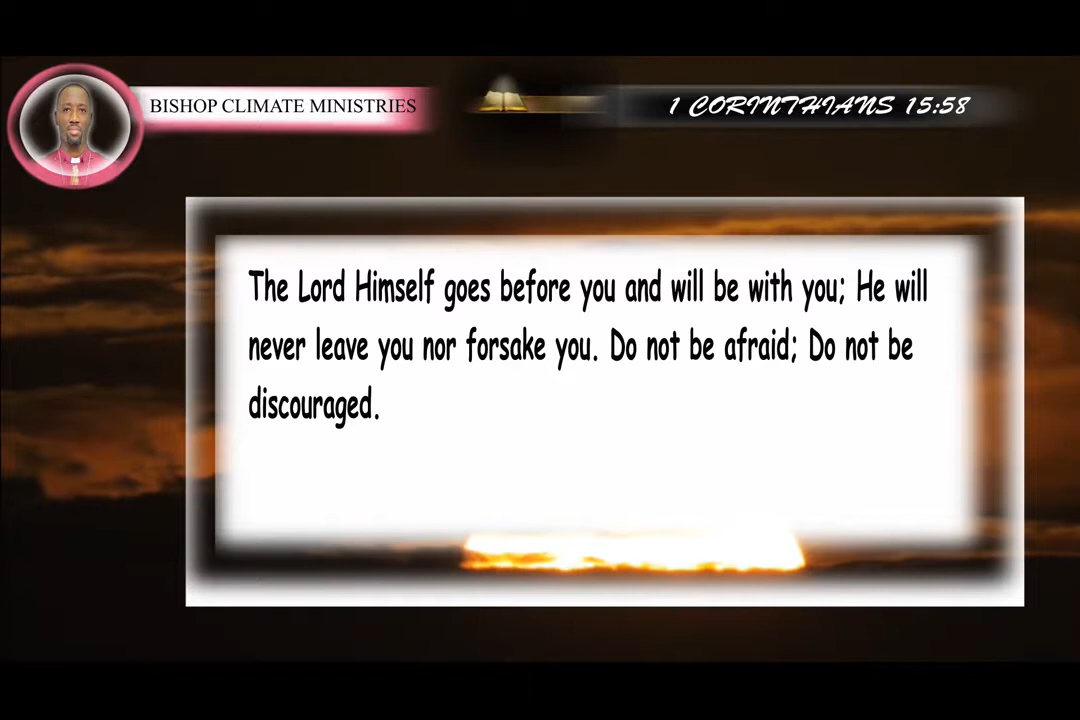 BISHOP CLIMATE MINISTRIES
1 CORINTHIANS 15:58
The Lord Himself goes before you and will be with you; He will
never leave you nor forsake you. Do not be afraid; Do not be
discouraged.